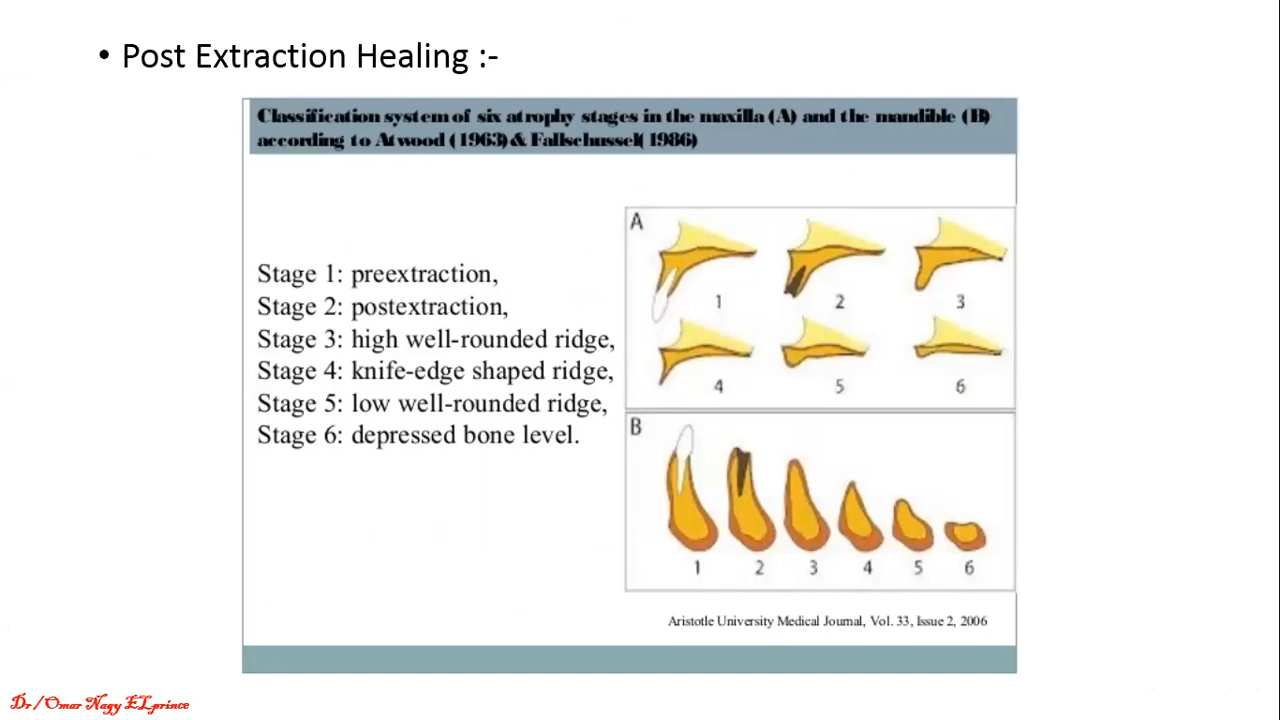 • Post Extraction Healing :-
Classification system of six atrophy stages in the maxilla (A) and the mandible (B)
according to Atwood (1963) & Fallschussel( 1986)
Stage 1: preextraction,
Stage 2: postextraction,
Stage 3: high well-rounded ridge,
Stage 4: knife-edge shaped ridge,
Stage 5: low well-rounded ridge,
Stage 6: depressed bone level.
A
1 2 3
4 5 6
B
1 2 3 4 5 6
Aristotle University Medical Journal, Vol. 33, Issue 2, 2006
Dr/Omar Nagy ELprince